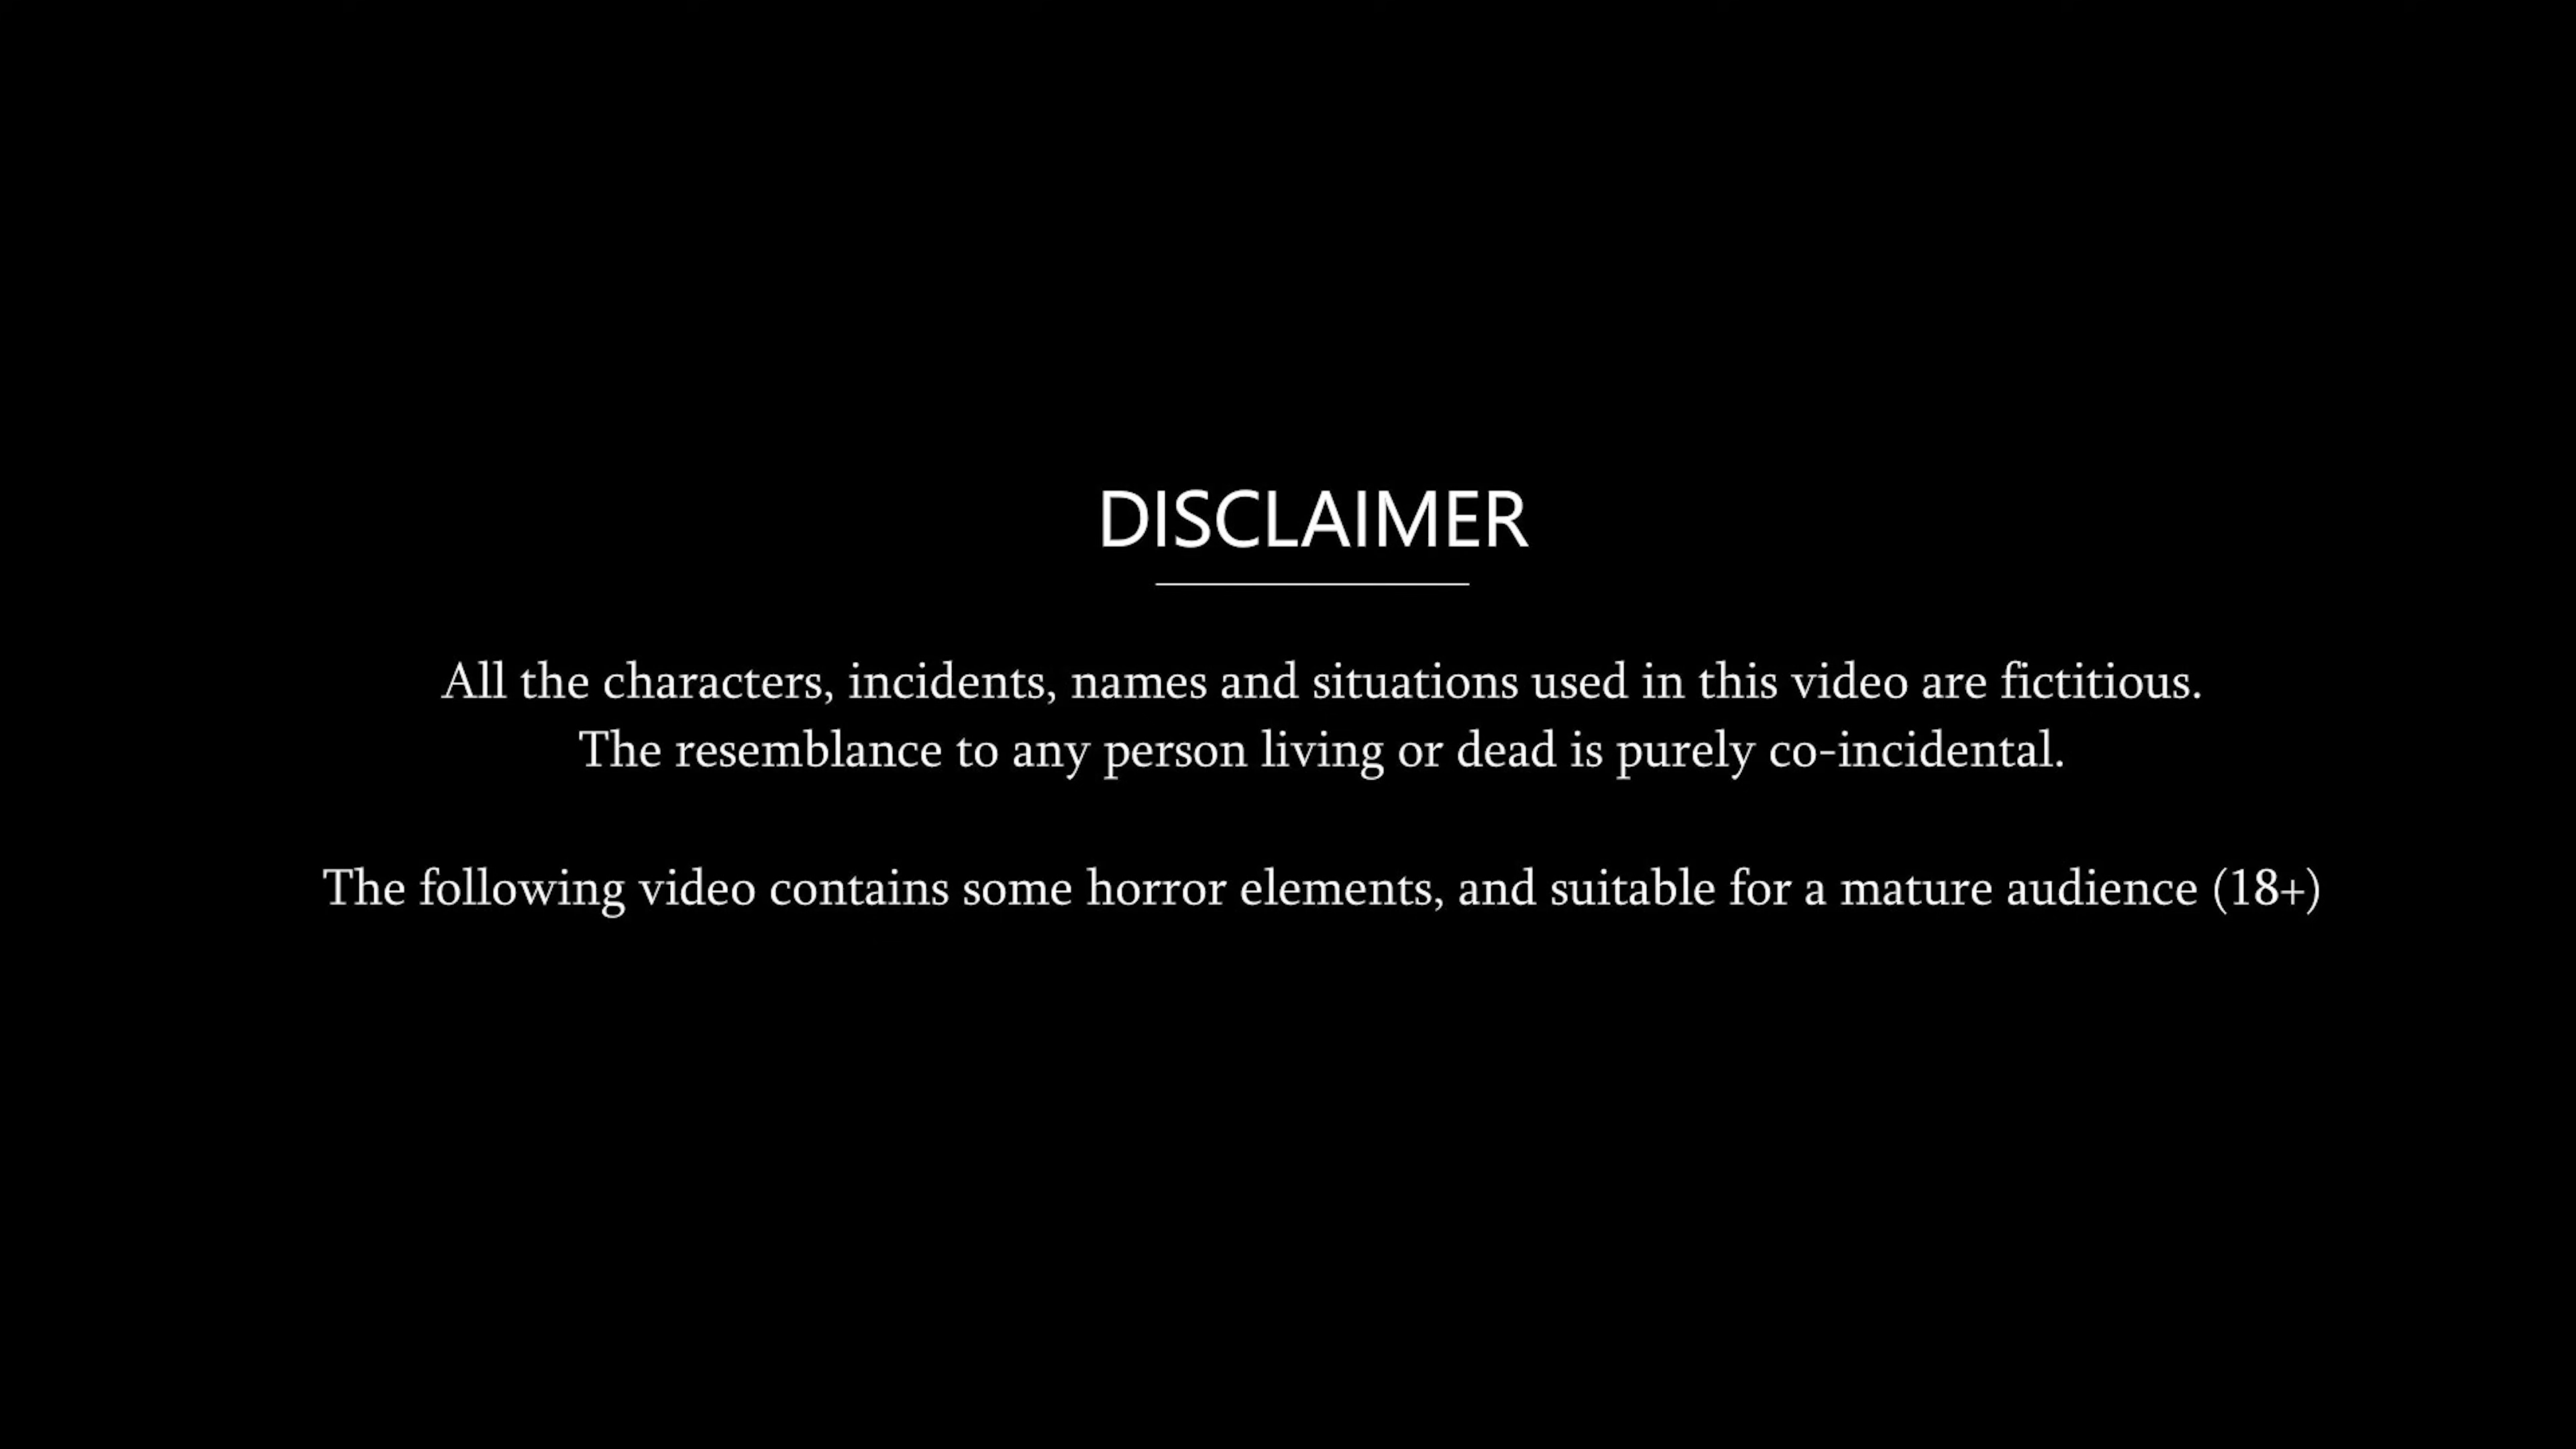 DISCLAIMER
All the characters, incidents, names and situations used in this video are fictitious.
The resemblance to any person living or dead is purely co-incidental.
The following video contains some horror elements, and suitable for a mature audience (18+)